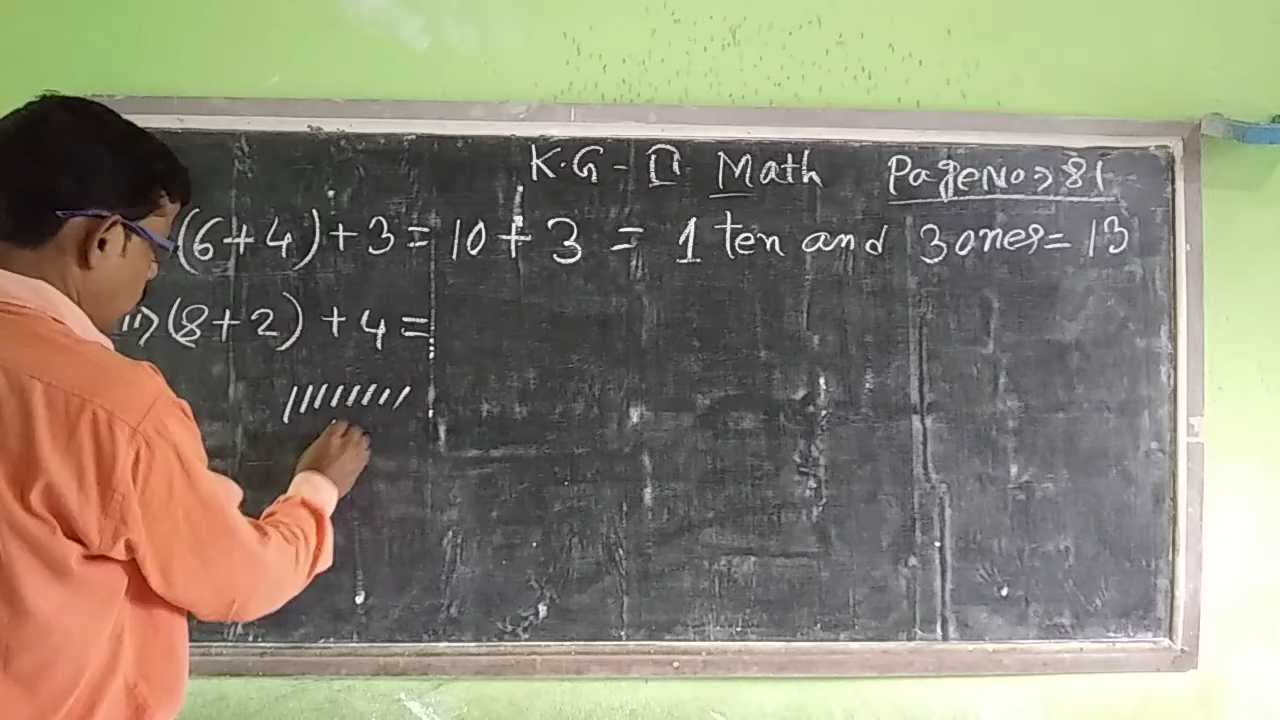 K.G - II Math Page No > 81
(6+4) + 3 = 10 + 3 = 1 ten and 3 ones = 13
ii> (8+2) + 4 =